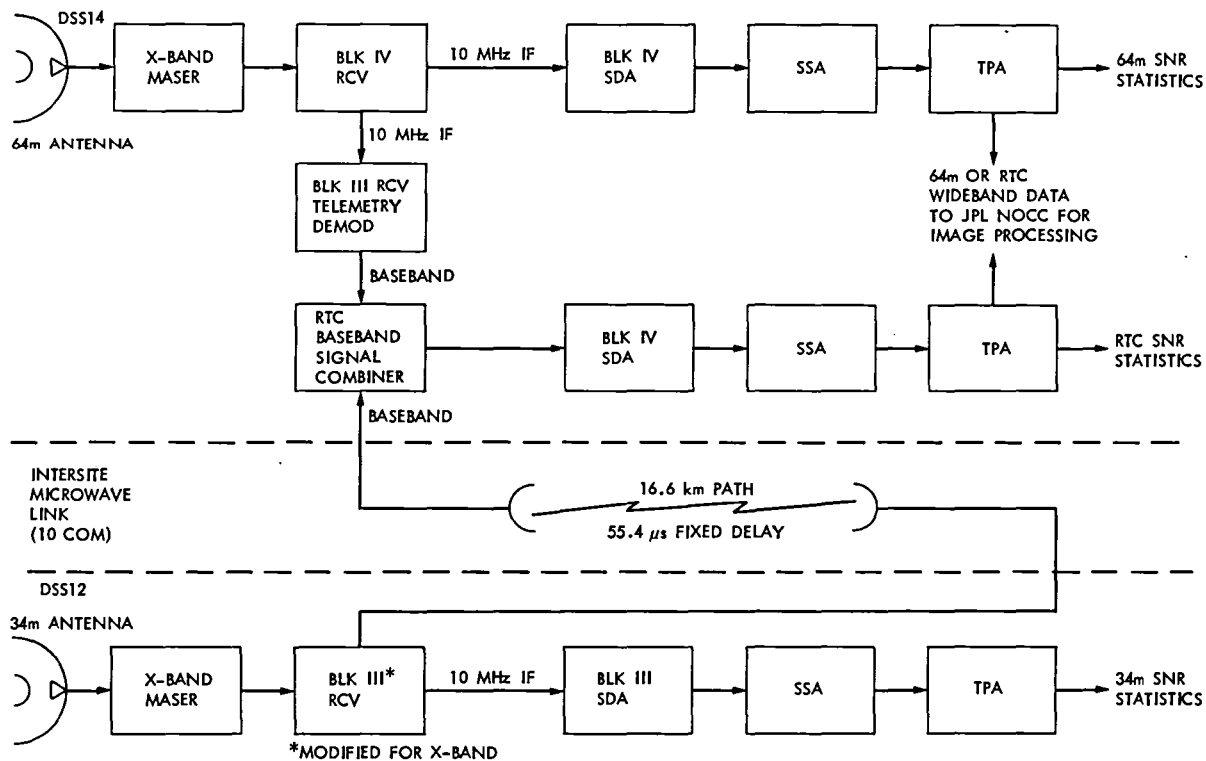 DSS14
X-BAND
MASER
BLK IV
RCV
10 MHz IF
BLK IV
SDA
SSA
TPA
64m SNR
STATISTICS
64m ANTENNA
10 MHz IF
BLK III RCV
TELEMETRY
DEMOD
64m OR RTC
WIDEBAND DATA
TO JPL NOCC FOR
IMAGE PROCESSING
BASEBAND
RTC
BASEBAND
SIGNAL
COMBINER
BLK IV
SDA
SSA
TPA
RTC SNR
STATISTICS
BASEBAND
INTERSITE
MICROWAVE
LINK
(10 COM)
16.6 km PATH
55.4 μs FIXED DELAY
DSS12
34m ANTENNA
X-BAND
MASER
BLK III*
RCV
10 MHz IF
BLK III
SDA
SSA
TPA
34m SNR
STATISTICS
*MODIFIED FOR X-BAND